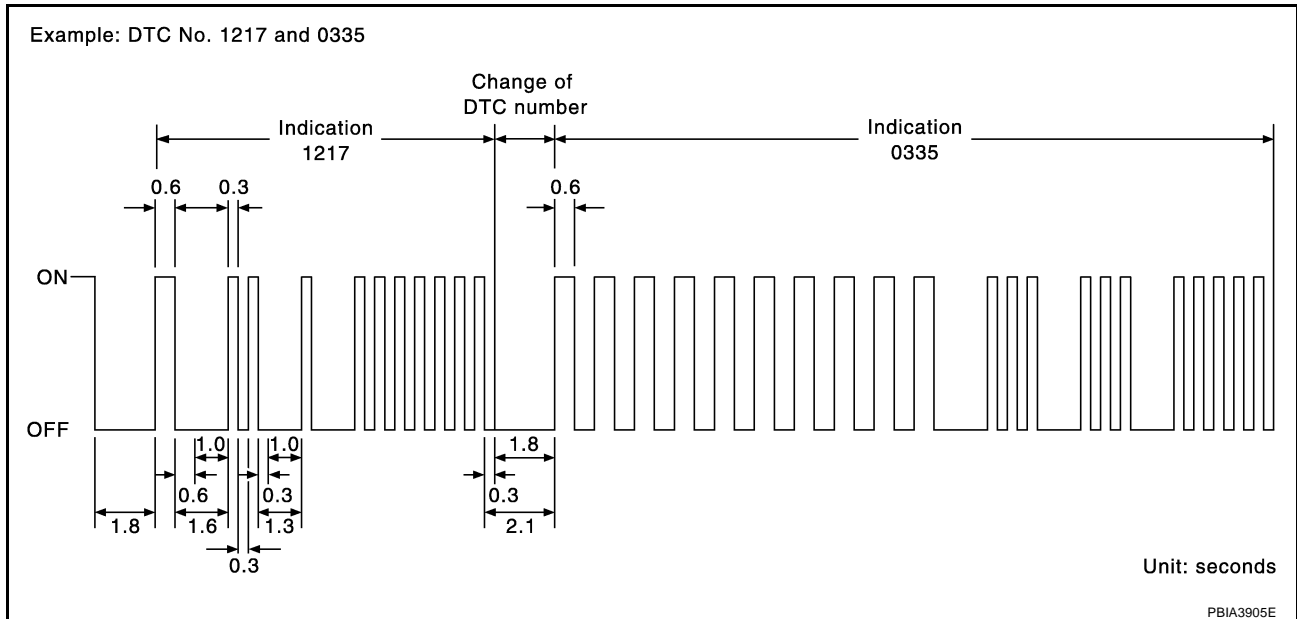 Example: DTC No. 1217 and 0335
Change of
DTC number
Indication
1217
Indication
0335
0.6
0.3
0.6
ON
OFF
1.0
1.0
1.8
0.6
0.3
0.3
1.8
1.6
1.3
2.1
0.3
Unit: seconds
PBIA3905E